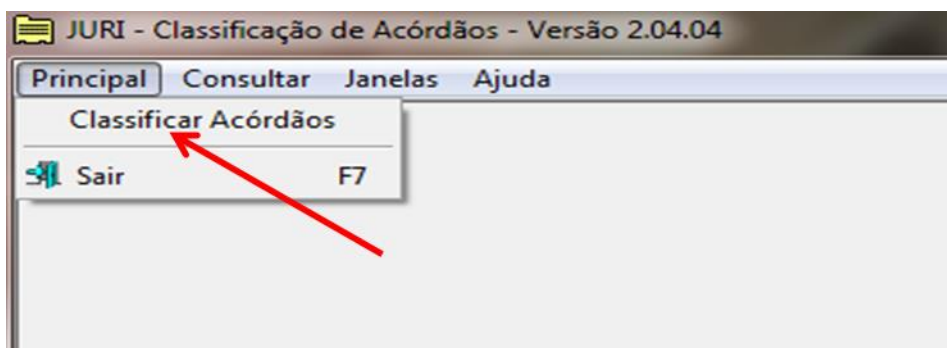 JURI - Classificação de Acórdãos - Versão 2.04.04
Principal Consultar Janelas Ajuda
Classificar Acórdãos
Sair F7